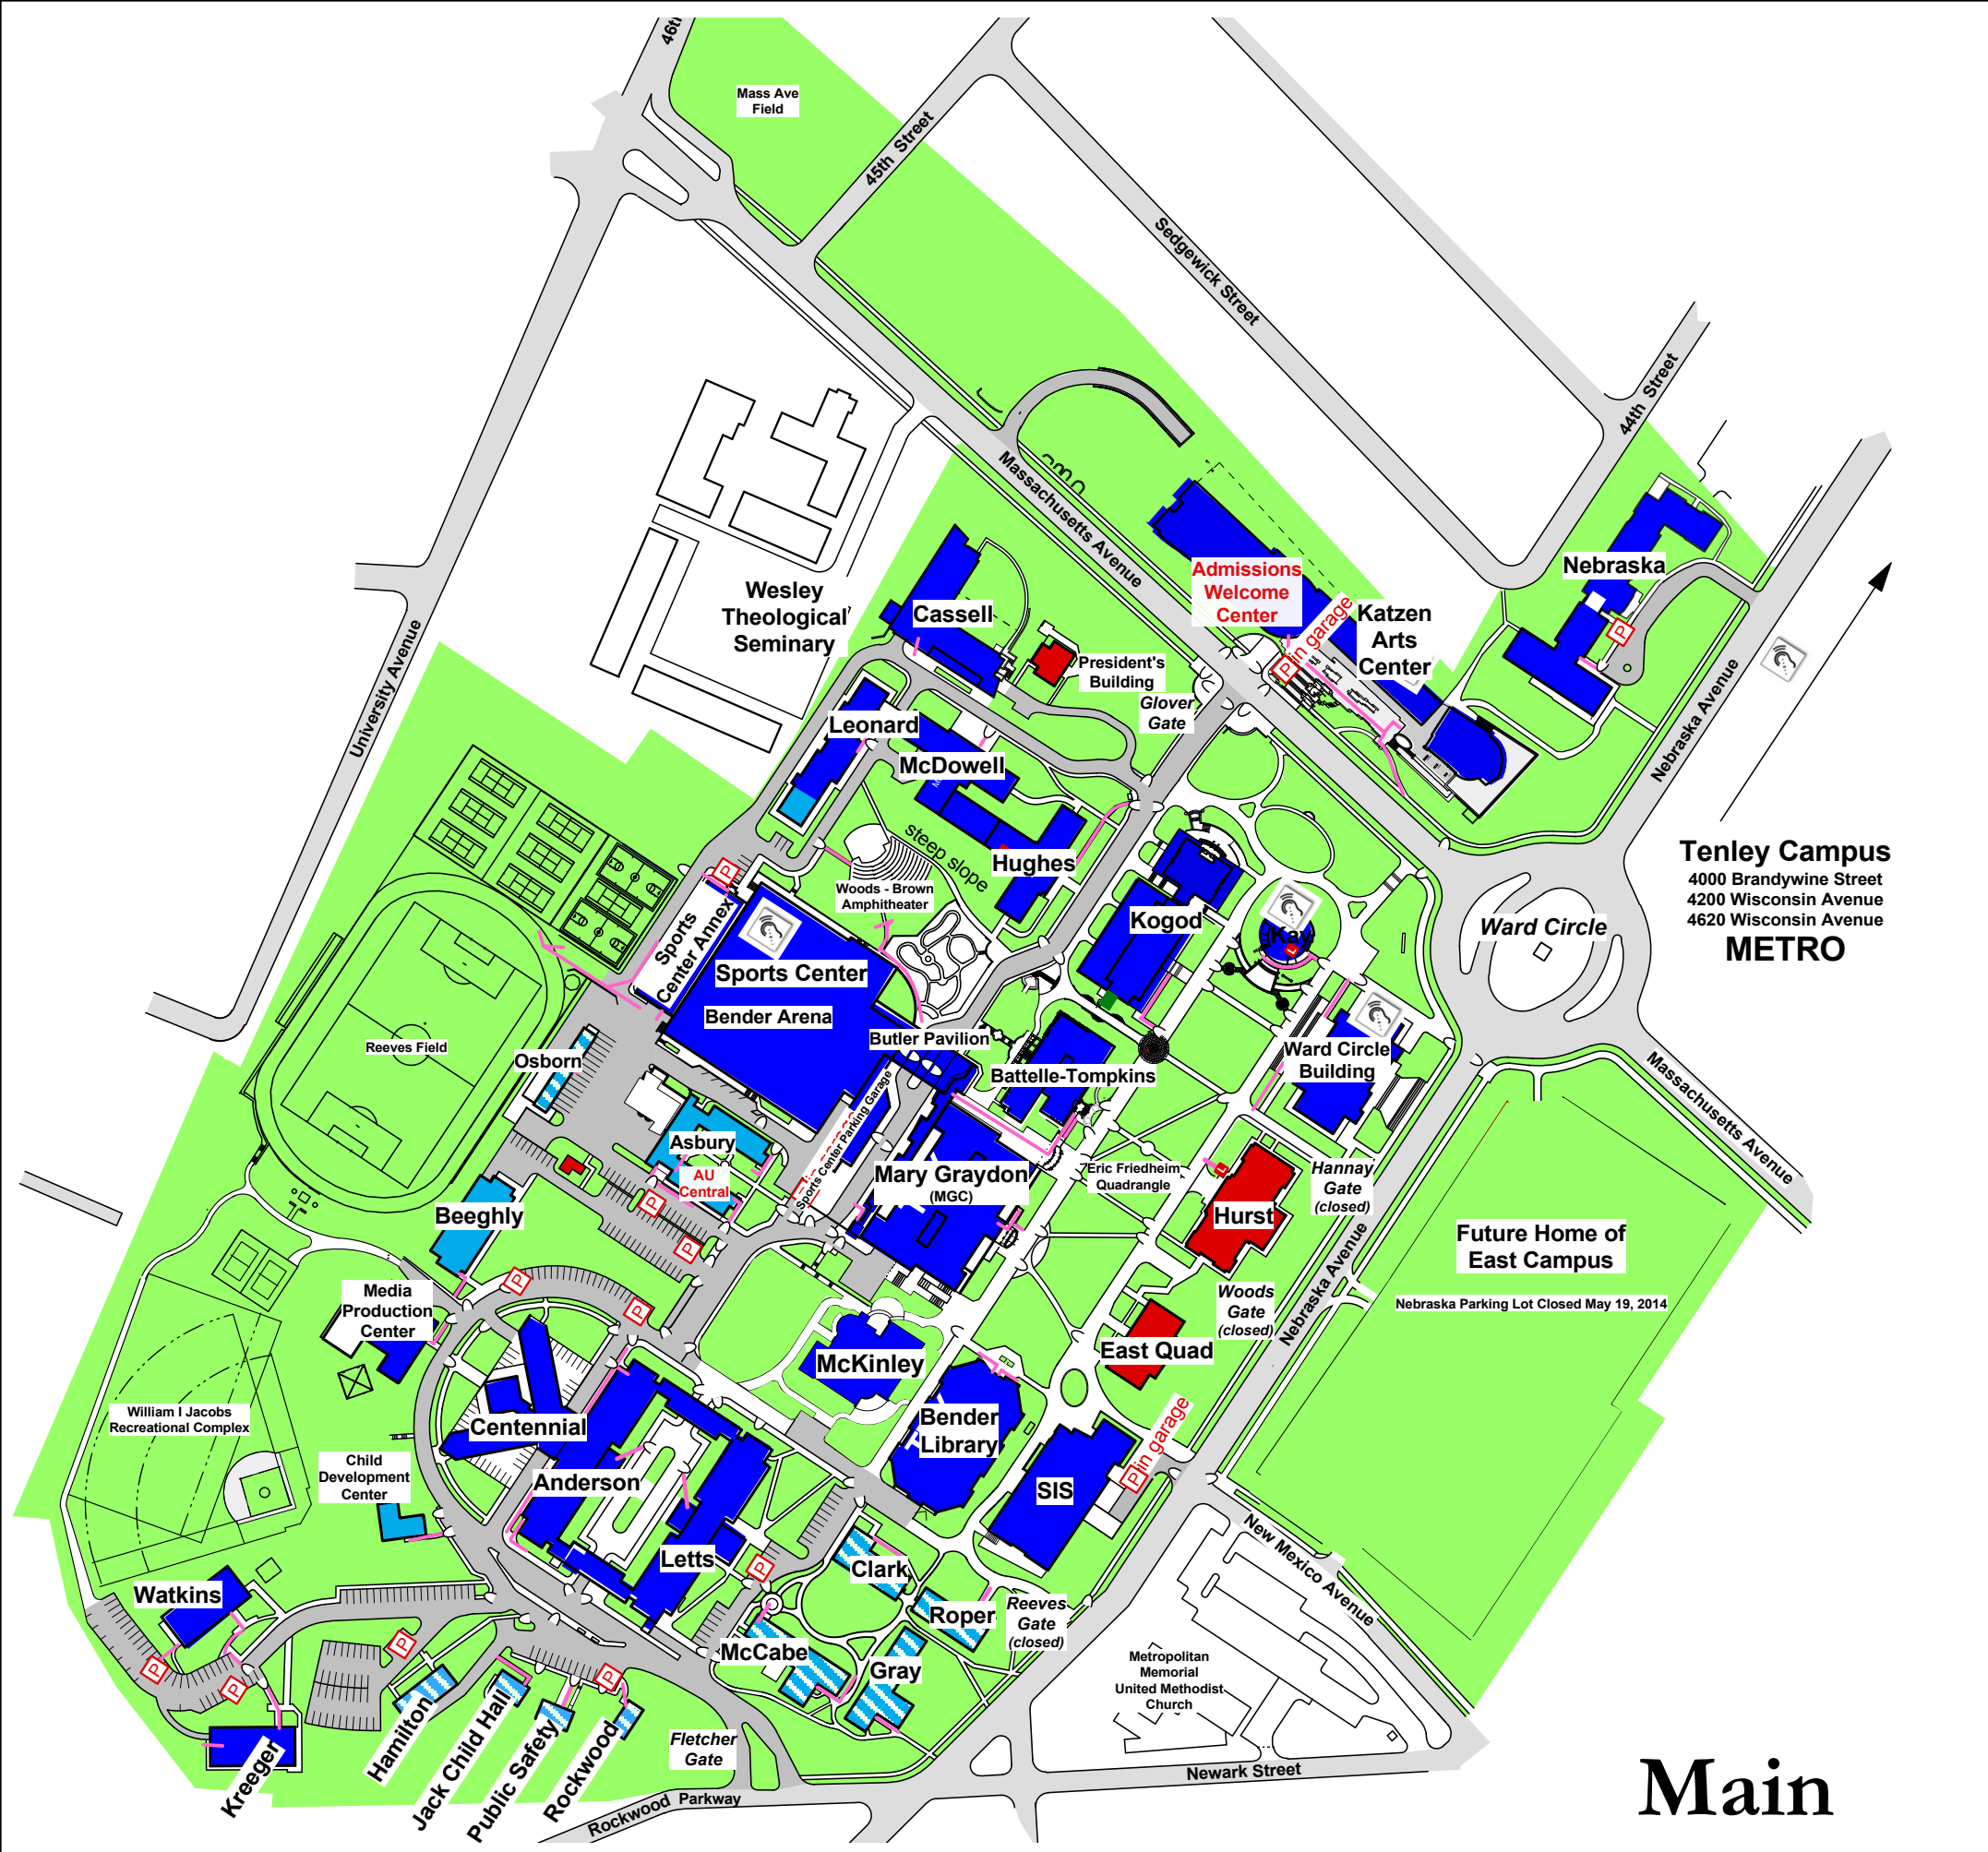 46th
Mass Ave
Field
45th Street
Sedgewick Street
44th Street
Massachusetts Avenue
University Avenue
Wesley
Theological
Seminary
Cassell
President's
Building
Glover
Gate
Admissions
Welcome
Center
P in garage
Katzen
Arts
Center
Nebraska
P
Nebraska Avenue
Leonard
McDowell
Hughes
steep slope
Woods - Brown
Amphitheater
P
Sports
Center Annex
Sports Center
Bender Arena
Kogod
Kay
L
Ward Circle
Tenley Campus
4000 Brandywine Street
4200 Wisconsin Avenue
4620 Wisconsin Avenue
METRO
Reeves Field
Osborn
Butler Pavilion
Battelle-Tompkins
Ward Circle
Building
Massachusetts Avenue
Sports Center Parking Garage
Asbury
AU
Central
P
P
Mary Graydon
(MGC)
Eric Friedheim
Quadrangle
L
Hurst
Hannay
Gate
(closed)
Beeghly
Future Home of
East Campus
Nebraska Parking Lot Closed May 19, 2014
P
P
Media
Production
Center
Woods
Gate
(closed)
Nebraska Avenue
McKinley
East Quad
William I Jacobs
Recreational Complex
Centennial
Bender
Library
Child
Development
Center
Anderson
SIS
P in garage
Letts
P
Clark
New Mexico Avenue
Watkins
Roper
Reeves
Gate
(closed)
McCabe
Gray
P
P
P
P
Metropolitan
Memorial
United Methodist
Church
Kreeger
Hamilton
Jack Child Hall
Public Safety
Rockwood
Fletcher
Gate
Newark Street
Rockwood Parkway
Main